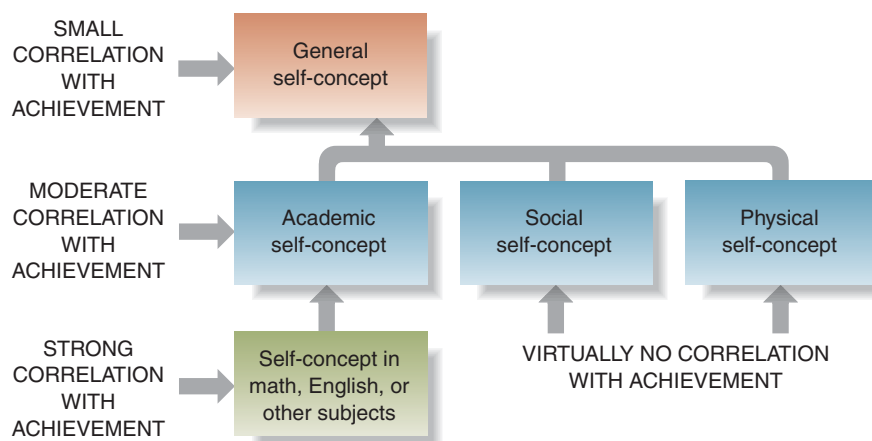 SMALL
CORRELATION
WITH
ACHIEVEMENT
General
self-concept
MODERATE
CORRELATION
WITH
ACHIEVEMENT
Academic
self-concept
Social
self-concept
Physical
self-concept
STRONG
CORRELATION
WITH
ACHIEVEMENT
Self-concept in
math, English, or
other subjects
VIRTUALLY NO CORRELATION
WITH ACHIEVEMENT